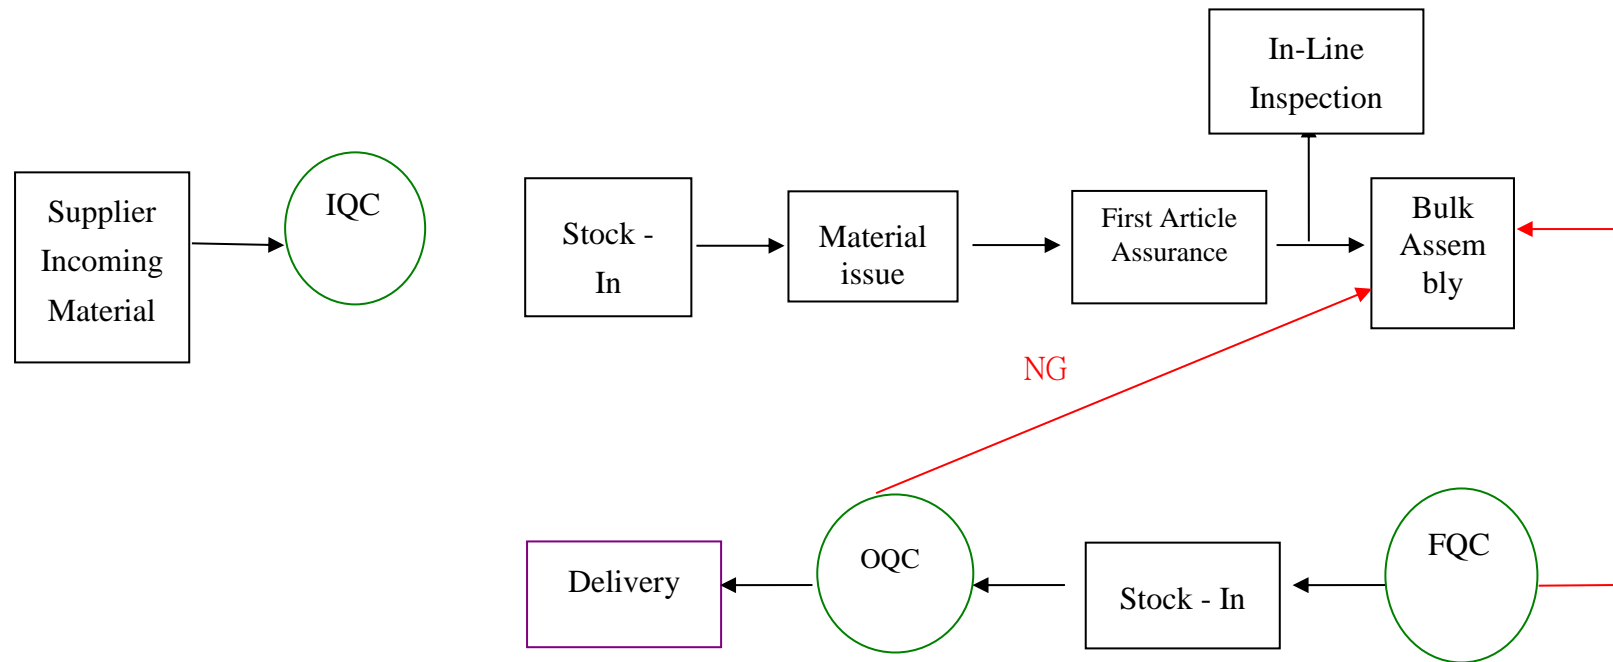 In-Line
Inspection
Supplier
Incoming
Material
IQC
Stock -
In
Material
issue
First Article
Assurance
Bulk
Assem
bly
NG
Delivery
OQC
Stock - In
FQC